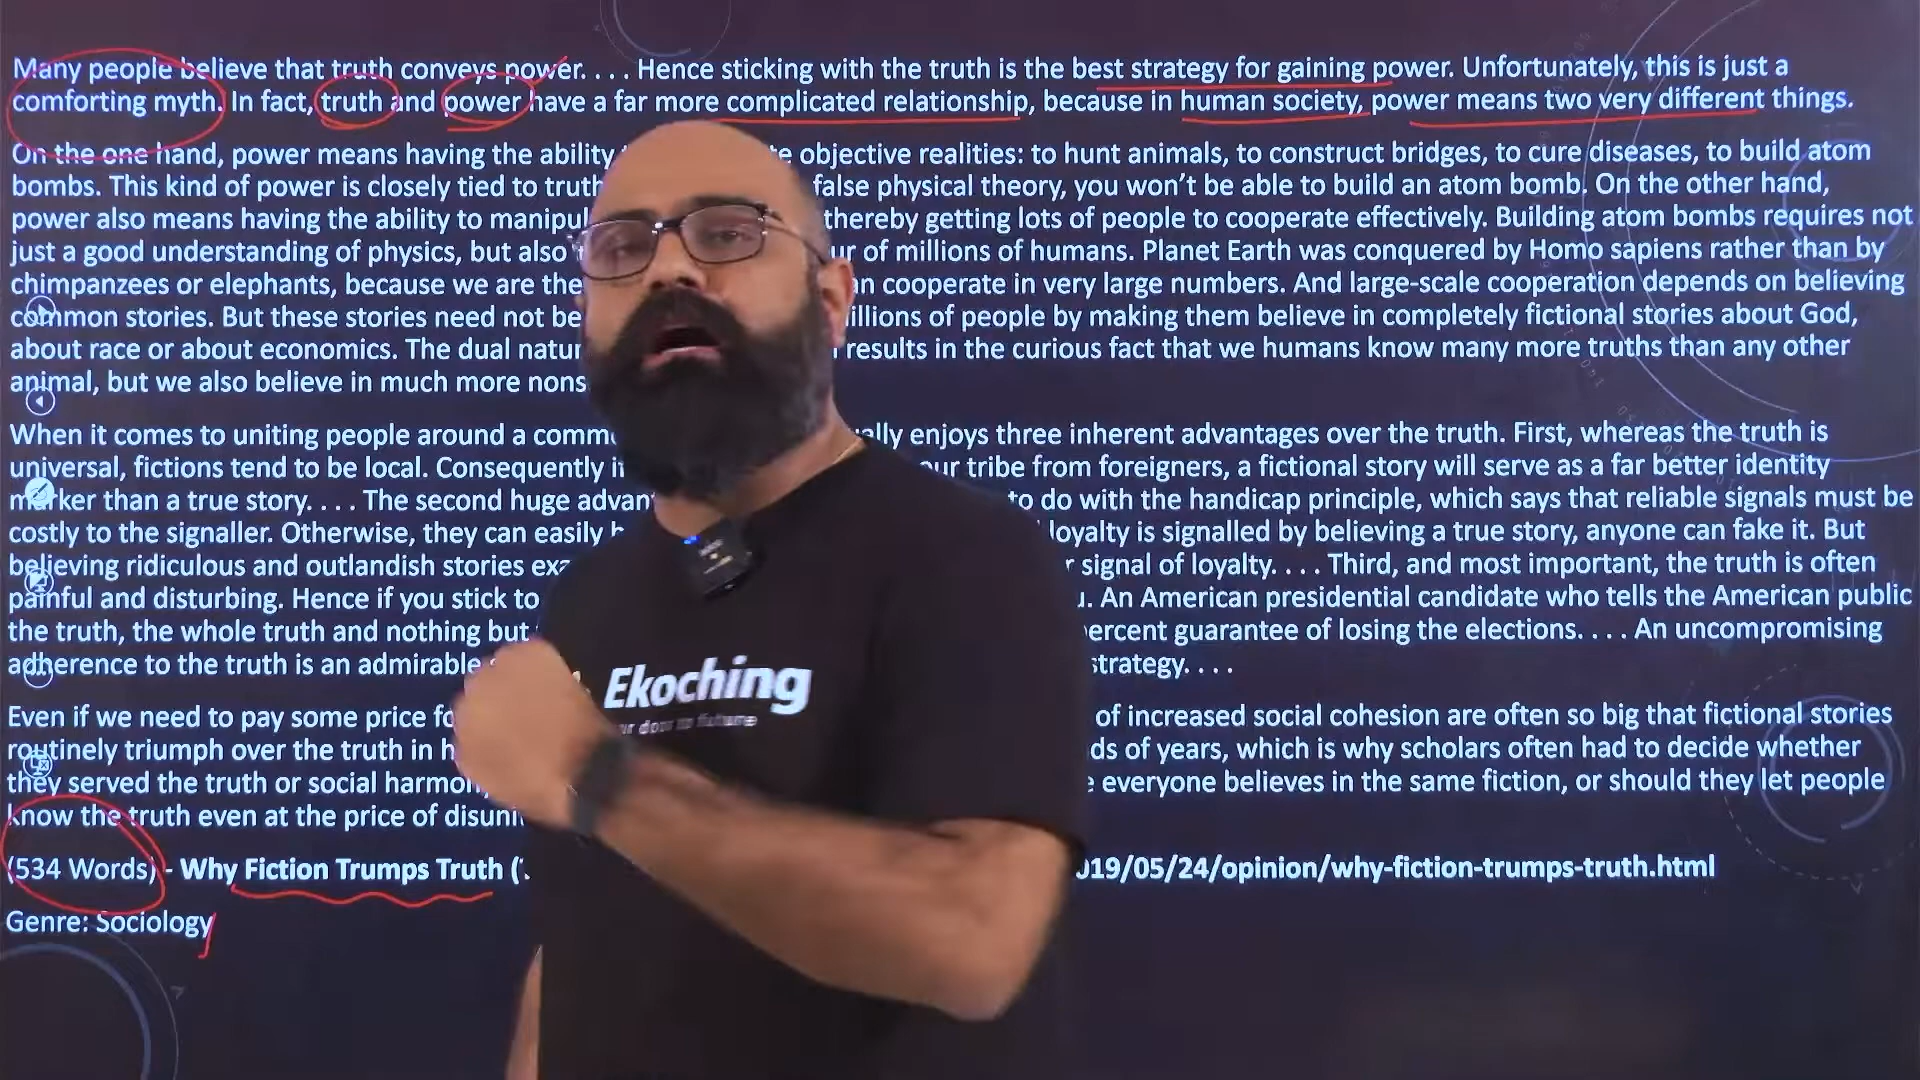 Many people believe that truth conveys power. . . . Hence sticking with the truth is the best strategy for gaining power. Unfortunately, this is just a
comforting myth. In fact, truth and power have a far more complicated relationship, because in human society, power means two very different things.
On the one hand, power means having the ability objective realities: to hunt animals, to construct bridges, to cure diseases, to build atom
bombs. This kind of power is closely tied to truth false physical theory, you won't be able to build an atom bomb. On the other hand,
power also means having the ability to thereby getting lots of people to cooperate effectively. Building atom bombs requires not
just a good understanding of physics, but also of millions of humans. Planet Earth was conquered by Homo sapiens rather than by
chimpanzees or elephants, because we are the cooperate in very large numbers. And large-scale cooperation depends on believing
common stories. But these stories need not be of people by making them believe in completely fictional stories about God,
about race or about economics. The dual results in the curious fact that we humans know many more truths than any other
animal, but we also believe in much more
When it comes to uniting people around a enjoys three inherent advantages over the truth. First, whereas the truth is
universal, fictions tend to be local. Consequently our tribe from foreigners, a fictional story will serve as a far better identity
marker than a true story. . . . The second huge to do with the handicap principle, which says that reliable signals must be
costly to the signaller. Otherwise, they can easily loyalty is signalled by believing a true story, anyone can fake it. But
believing ridiculous and outlandish stories signal of loyalty. . . . Third, and most important, the truth is often
painful and disturbing. Hence if you stick to An American presidential candidate who tells the American public
the truth, the whole truth and nothing but percent guarantee of losing the elections. . . . An uncompromising
adherence to the truth is an admirable strategy. . . .
Even if we need to pay some price of increased social cohesion are often so big that fictional stories
routinely triumph over the truth in of years, which is why scholars often had to decide whether
they served the truth or social everyone believes in the same fiction, or should they let people
know the truth even at the price of
(534 Words) - Why Fiction Trumps Truth ( 019/05/24/opinion/why-fiction-trumps-truth.html
Genre: Sociology
Ekoching